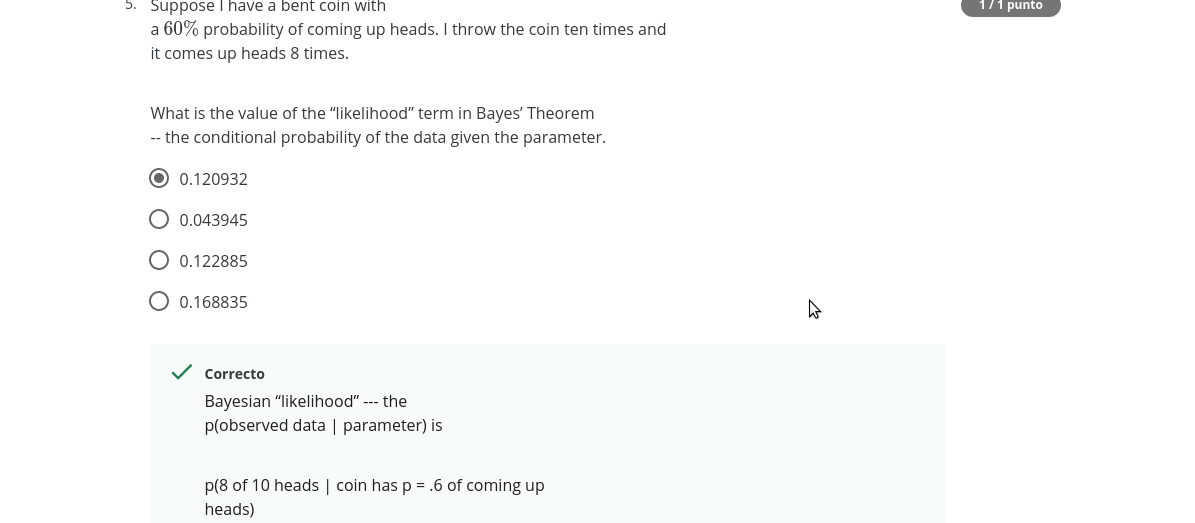 5. Suppose I have a bent coin with
1 / 1 punto
a 60% probability of coming up heads. I throw the coin ten times and
it comes up heads 8 times.
What is the value of the “likelihood” term in Bayes’ Theorem
-- the conditional probability of the data given the parameter.
0.120932
0.043945
0.122885
0.168835
Correcto
Bayesian “likelihood” --- the
p(observed data | parameter) is
p(8 of 10 heads | coin has p = .6 of coming up
heads)